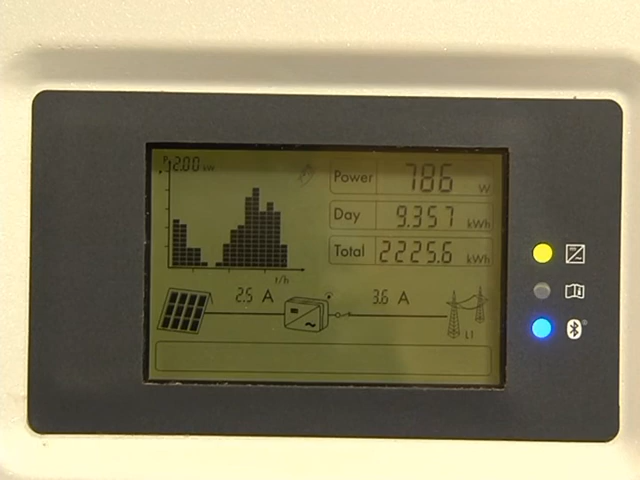 P 2.00 kW
Power 786 W
Day 9.357 kWh
Total 2225.6 kWh
t/h
2.5 A 3.6 A
L1